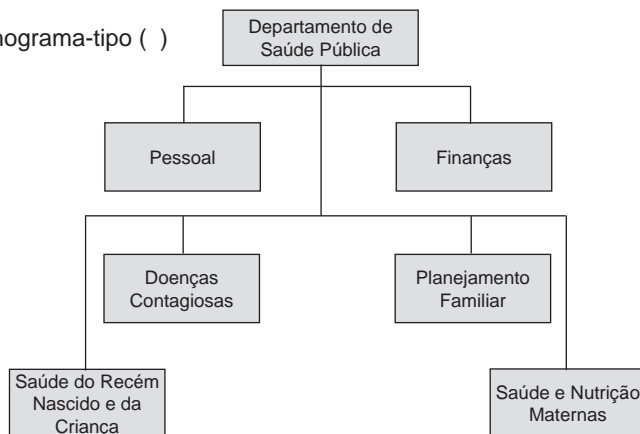 nograma-tipo ( )
Departamento de
Saúde Pública
Pessoal
Finanças
Doenças
Contagiosas
Planejamento
Familiar
Saúde do Recém
Nascido e da
Criança
Saúde e Nutrição
Maternas